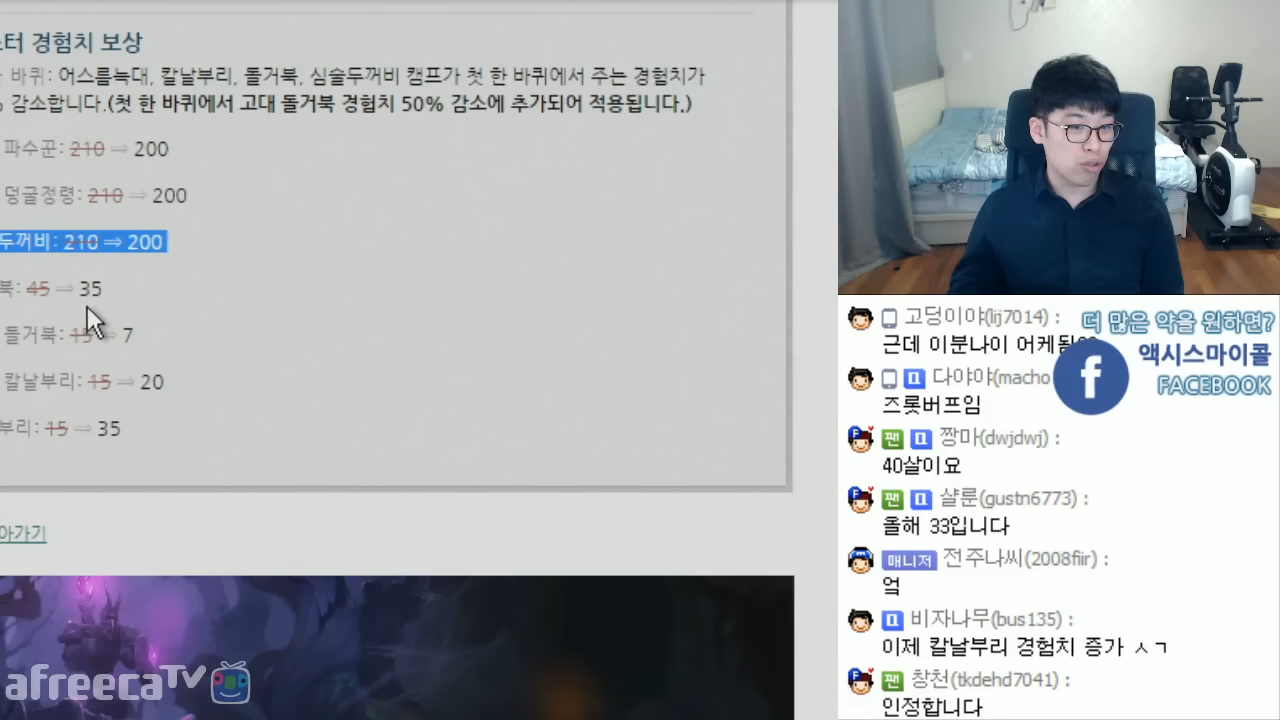 스터 경험치 보상
바퀴: 어스름늑대, 칼날부리, 돌거북, 심술두꺼비 캠프가 첫 한 바퀴에서 주는 경험치가
% 감소합니다.(첫 한 바퀴에서 고대 돌거북 경험치 50% 감소에 추가되어 적용됩니다.)
파수꾼: 210 ⇒ 200
덩굴정령: 210 ⇒ 200
두꺼비: 210 ⇒ 200
북: 45 ⇒ 35
돌거북: 15 ⇒ 7
칼날부리: 15 ⇒ 20
부리: 15 ⇒ 35
아가기
afreecaTV
고덩이야(lij7014) :
근데 이분나이 어케됨??
다야야(macho
즈롯버프임
짱마(dwjdwj) :
40살이요
샬룬(gustn6773) :
올해 33입니다
매니저 전주나씨(2008fiir) :
엌
비자나무(bus135) :
이제 칼날부리 경험치 증가 ㅅㄱ
팬 창천(tkdehd7041) :
인정합니다
더 많은 약을 원하면?
액시스마이콜
f FACEBOOK